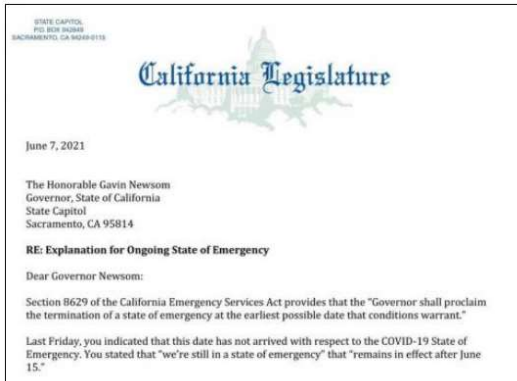 STATE CAPITOL
P.O. BOX 942849
SACRAMENTO, CA 94249-0115
California Legislature
June 7, 2021
The Honorable Gavin Newsom
Governor, State of California
State Capitol
Sacramento, CA 95814
RE: Explanation for Ongoing State of Emergency
Dear Governor Newsom:
Section 8629 of the California Emergency Services Act provides that the “Governor shall proclaim
the termination of a state of emergency at the earliest possible date that conditions warrant.”
Last Friday, you indicated that this date has not arrived with respect to the COVID-19 State of
Emergency. You stated that “we’re still in a state of emergency” that “remains in effect after June
15.”